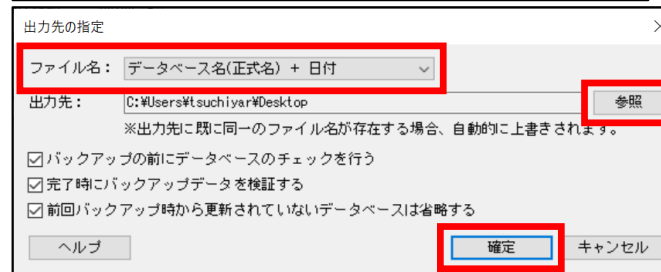 出力先の指定
ファイル名： データベース名(正式名) + 日付
出力先： C:¥Users¥tsuchiyar¥Desktop 参照
※出力先に既に同一のファイル名が存在する場合、自動的に上書きされます。
バックアップの前にデータベースのチェックを行う
完了時にバックアップデータを検証する
前回バックアップ時から更新されていないデータベースは省略する
ヘルプ 確定 キャンセル